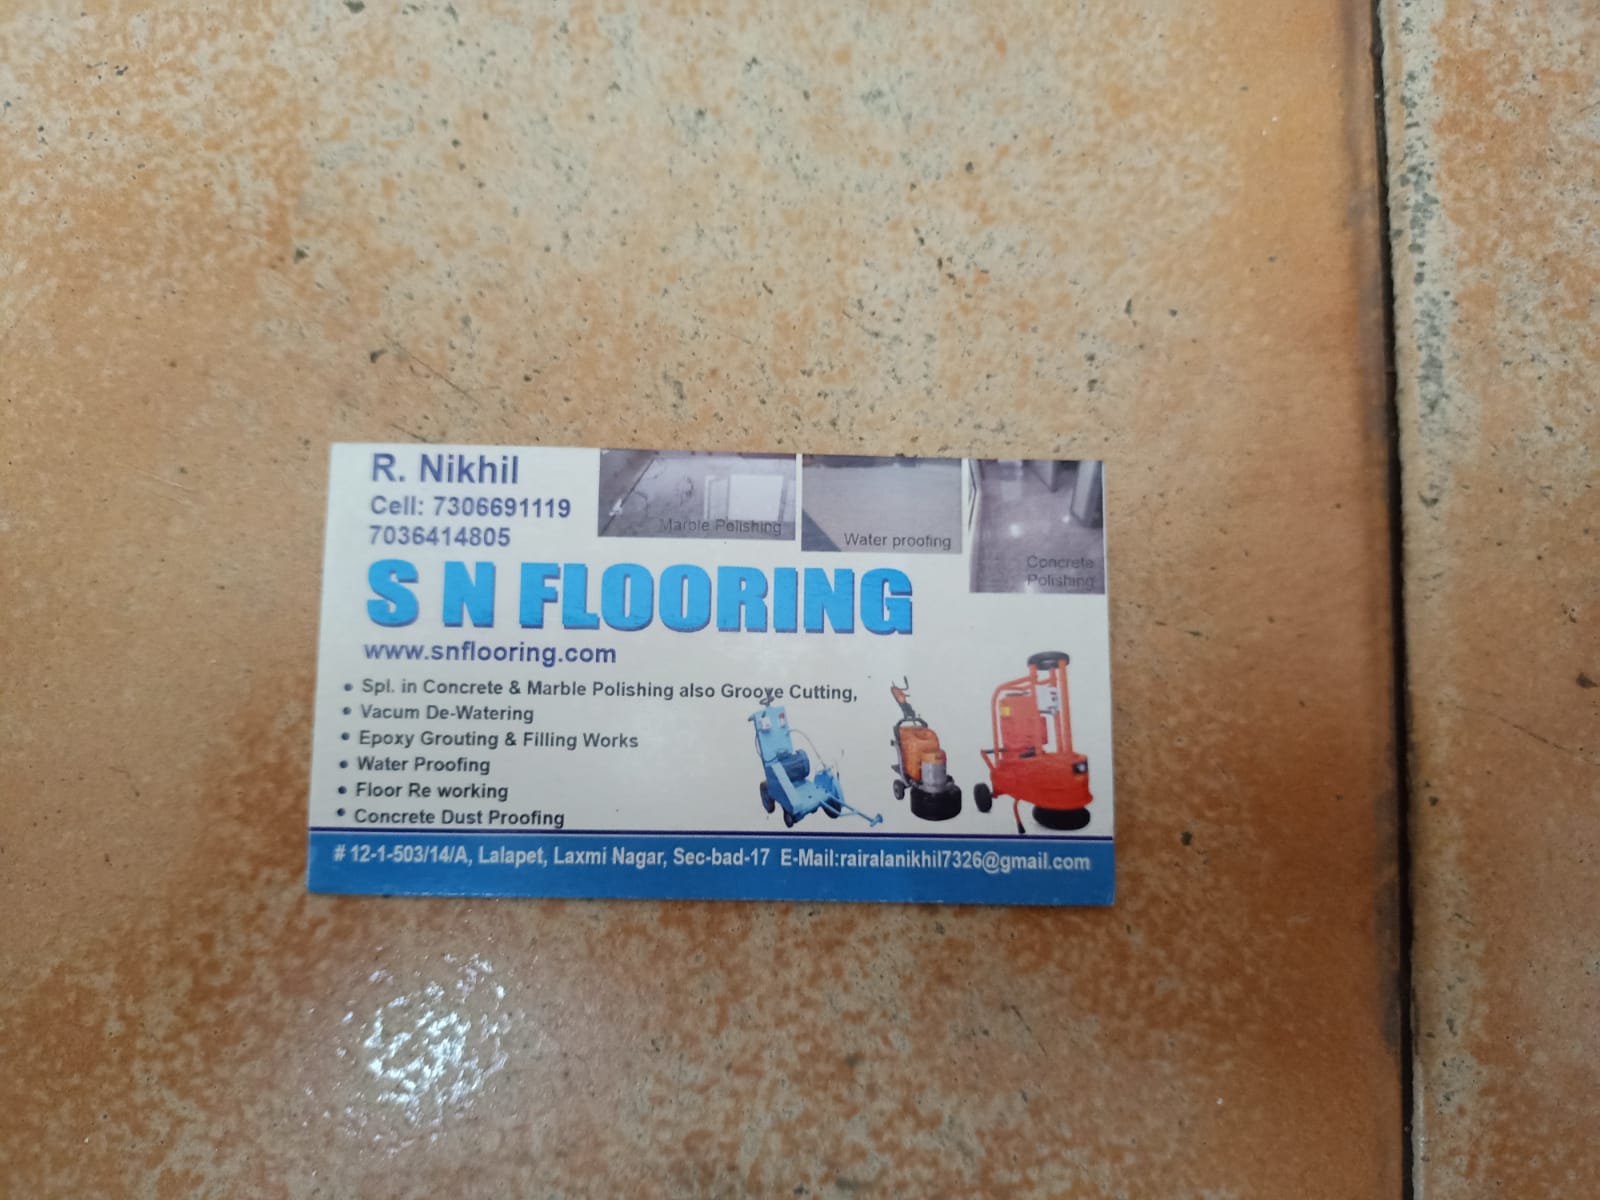 R. Nikhil
Cell: 7306691119
7036414805
Marble Polishing
Water proofing
Concrete
Polishing
S N FLOORING
www.snflooring.com
• Spl. in Concrete & Marble Polishing also Groove Cutting,
• Vacum De-Watering
• Epoxy Grouting & Filling Works
• Water Proofing
• Floor Re working
• Concrete Dust Proofing
# 12-1-503/14/A, Lalapet, Laxmi Nagar, Sec-bad-17 E-Mail:rairalanikhil7326@gmail.com